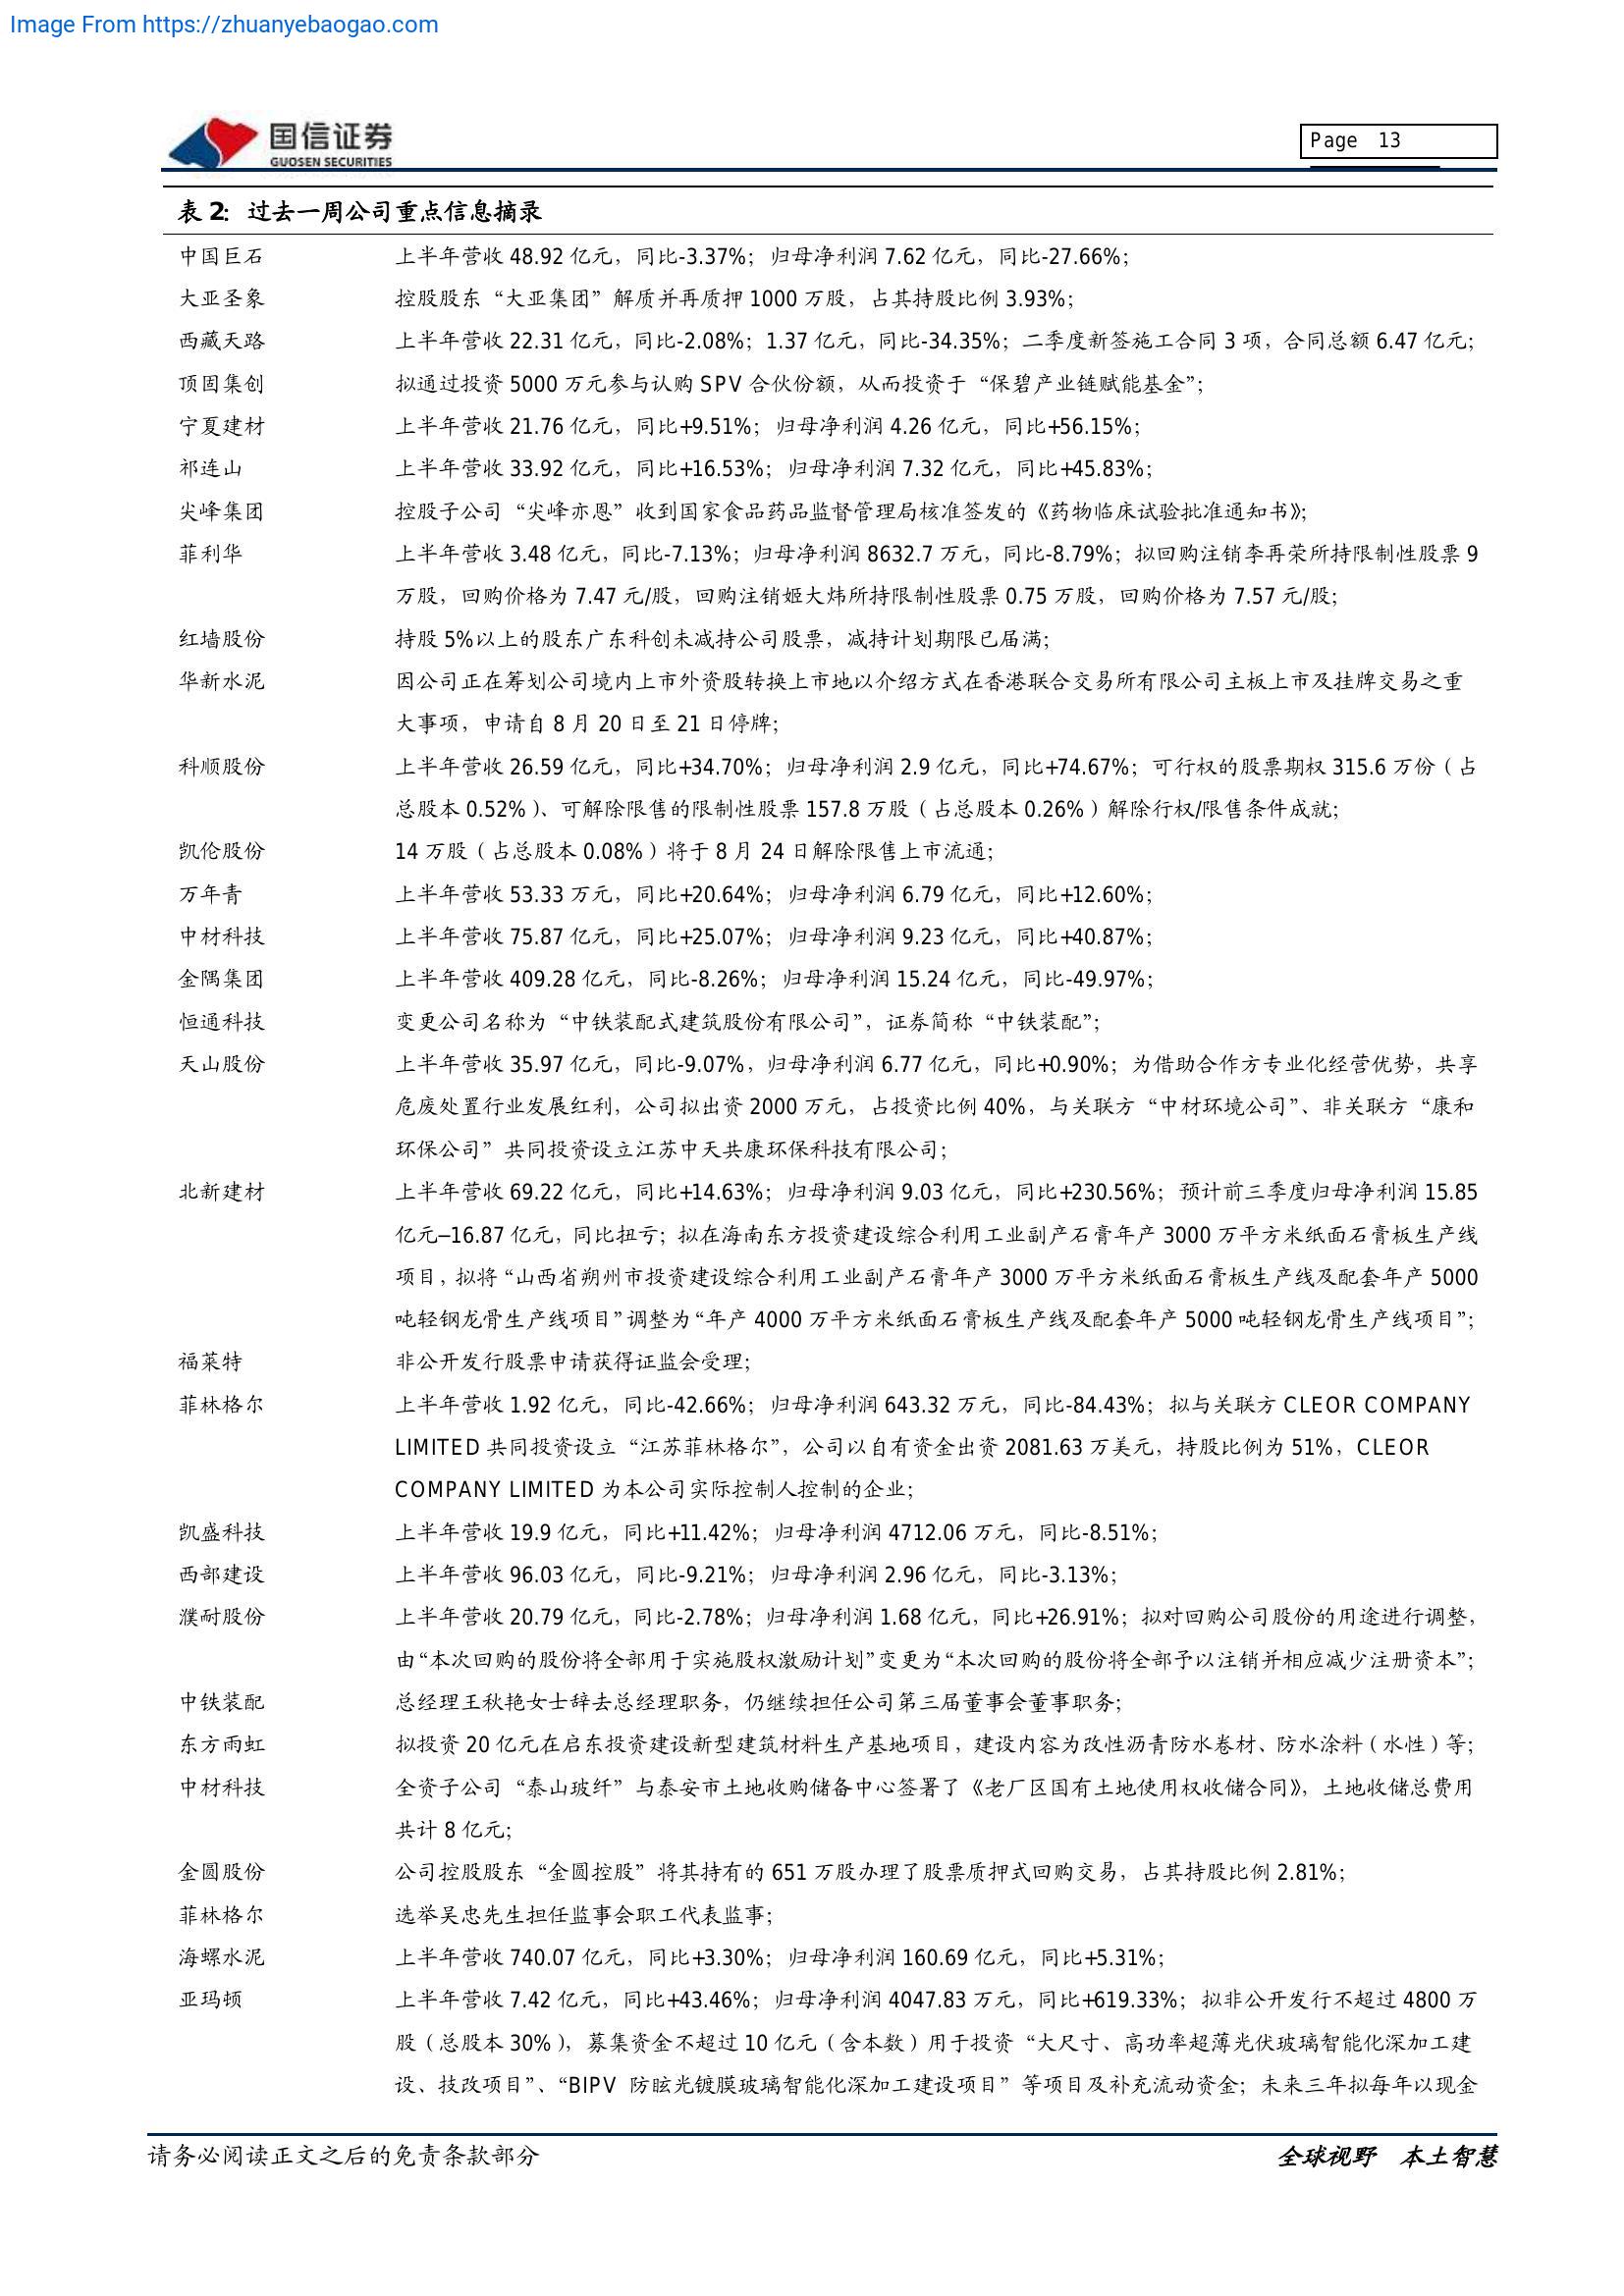 Image From https://zhuanyebaogao.com
国信证券
GUOSEN SECURITIES
Page 13
表 2：过去一周公司重点信息摘录
中国巨石 上半年营收 48.92 亿元，同比-3.37%；归母净利润 7.62 亿元，同比-27.66%；
大亚圣象 控股股东“大亚集团”解质并再质押 1000 万股，占其持股比例 3.93%；
西藏天路 上半年营收 22.31 亿元，同比-2.08%；1.37 亿元，同比-34.35%；二季度新签施工合同 3 项，合同总额 6.47 亿元；
顶固集创 拟通过投资 5000 万元参与认购 SPV 合伙份额，从而投资于“保碧产业链赋能基金”；
宁夏建材 上半年营收 21.76 亿元，同比+9.51%；归母净利润 4.26 亿元，同比+56.15%；
祁连山 上半年营收 33.92 亿元，同比+16.53%；归母净利润 7.32 亿元，同比+45.83%；
尖峰集团 控股子公司“尖峰亦恩”收到国家食品药品监督管理局核准签发的《药物临床试验批准通知书》；
菲利华 上半年营收 3.48 亿元，同比-7.13%；归母净利润 8632.7 万元，同比-8.79%；拟回购注销李再荣所持限制性股票 9
万股，回购价格为 7.47 元/股，回购注销姬大炜所持限制性股票 0.75 万股，回购价格为 7.57 元/股；
红墙股份 持股 5%以上的股东广东科创未减持公司股票，减持计划期限已届满；
华新水泥 因公司正在筹划公司境内上市外资股转换上市地以介绍方式在香港联合交易所有限公司主板上市及挂牌交易之重
大事项，申请自 8 月 20 日至 21 日停牌；
科顺股份 上半年营收 26.59 亿元，同比+34.70%；归母净利润 2.9 亿元，同比+74.67%；可行权的股票期权 315.6 万份（占
总股本 0.52%）、可解除限售的限制性股票 157.8 万股（占总股本 0.26%）解除行权/限售条件成就；
凯伦股份 14 万股（占总股本 0.08%）将于 8 月 24 日解除限售上市流通；
万年青 上半年营收 53.33 万元，同比+20.64%；归母净利润 6.79 亿元，同比+12.60%；
中材科技 上半年营收 75.87 亿元，同比+25.07%；归母净利润 9.23 亿元，同比+40.87%；
金隅集团 上半年营收 409.28 亿元，同比-8.26%；归母净利润 15.24 亿元，同比-49.97%；
恒通科技 变更公司名称为“中铁装配式建筑股份有限公司”，证券简称“中铁装配”；
天山股份 上半年营收 35.97 亿元，同比-9.07%，归母净利润 6.77 亿元，同比+0.90%；为借助合作方专业化经营优势，共享
危废处置行业发展红利，公司拟出资 2000 万元，占投资比例 40%，与关联方“中材环境公司”、非关联方“康和
环保公司”共同投资设立江苏中天共康环保科技有限公司；
北新建材 上半年营收 69.22 亿元，同比+14.63%；归母净利润 9.03 亿元，同比+230.56%；预计前三季度归母净利润 15.85
亿元—16.87 亿元，同比扭亏；拟在海南东方投资建设综合利用工业副产石膏年产 3000 万平方米纸面石膏板生产线
项目，拟将“山西省朔州市投资建设综合利用工业副产石膏年产 3000 万平方米纸面石膏板生产线及配套年产 5000
吨轻钢龙骨生产线项目”调整为“年产 4000 万平方米纸面石膏板生产线及配套年产 5000 吨轻钢龙骨生产线项目”；
福莱特 非公开发行股票申请获得证监会受理；
菲林格尔 上半年营收 1.92 亿元，同比-42.66%；归母净利润 643.32 万元，同比-84.43%；拟与关联方 CLEOR COMPANY
LIMITED 共同投资设立“江苏菲林格尔”，公司以自有资金出资 2081.63 万美元，持股比例为 51%，CLEOR
COMPANY LIMITED 为本公司实际控制人控制的企业；
凯盛科技 上半年营收 19.9 亿元，同比+11.42%；归母净利润 4712.06 万元，同比-8.51%；
西部建设 上半年营收 96.03 亿元，同比-9.21%；归母净利润 2.96 亿元，同比-3.13%；
濮耐股份 上半年营收 20.79 亿元，同比-2.78%；归母净利润 1.68 亿元，同比+26.91%；拟对回购公司股份的用途进行调整，
由“本次回购的股份将全部用于实施股权激励计划”变更为“本次回购的股份将全部予以注销并相应减少注册资本”；
中铁装配 总经理王秋艳女士辞去总经理职务，仍继续担任公司第三届董事会董事职务；
东方雨虹 拟投资 20 亿元在启东投资建设新型建筑材料生产基地项目，建设内容为改性沥青防水卷材、防水涂料（水性）等；
中材科技 全资子公司“泰山玻纤”与泰安市土地收购储备中心签署了《老厂区国有土地使用权收储合同》，土地收储总费用
共计 8 亿元；
金圆股份 公司控股股东“金圆控股”将其持有的 651 万股办理了股票质押式回购交易，占其持股比例 2.81%；
菲林格尔 选举吴忠先生担任监事会职工代表监事；
海螺水泥 上半年营收 740.07 亿元，同比+3.30%；归母净利润 160.69 亿元，同比+5.31%；
亚玛顿 上半年营收 7.42 亿元，同比+43.46%；归母净利润 4047.83 万元，同比+619.33%；拟非公开发行不超过 4800 万
股（总股本 30%），募集资金不超过 10 亿元（含本数）用于投资“大尺寸、高功率超薄光伏玻璃智能化深加工建
设、技改项目”、“BIPV 防眩光镀膜玻璃智能化深加工建设项目”等项目及补充流动资金；未来三年拟每年以现金
请务必阅读正文之后的免责条款部分
全球视野 本土智慧